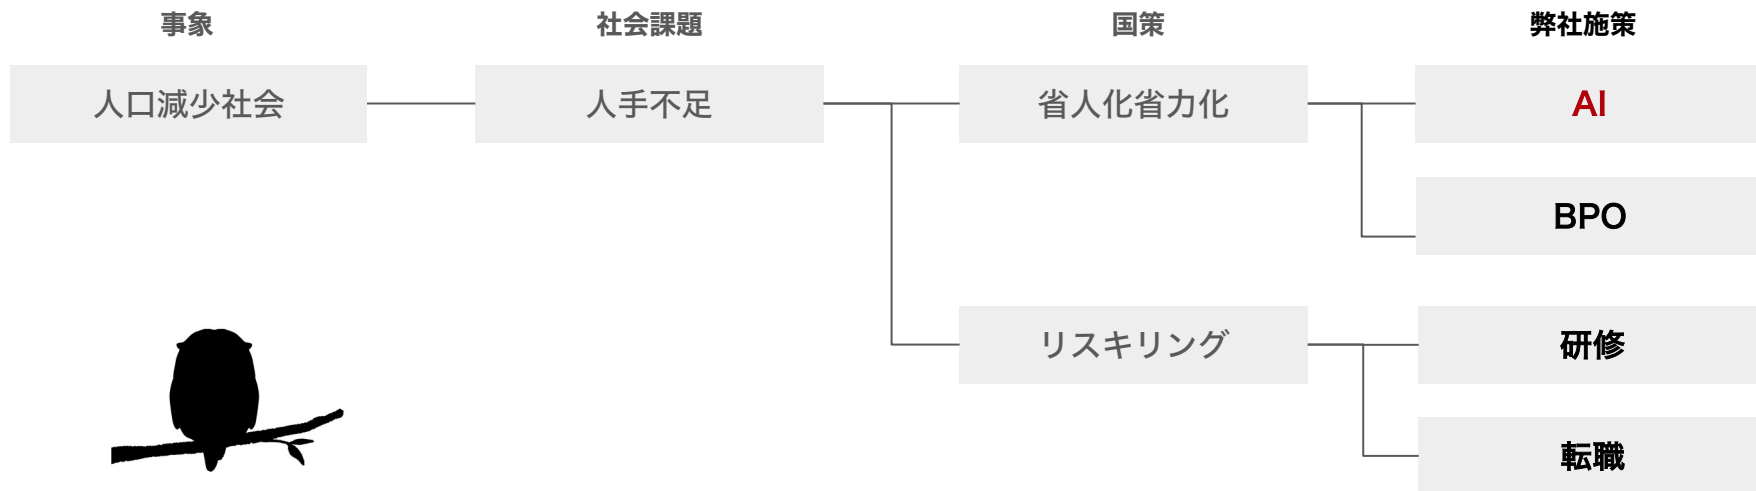 事象
社会課題
国策
弊社施策
人口減少社会
人手不足
省人化省力化
AI
BPO
リスキリング
研修
転職